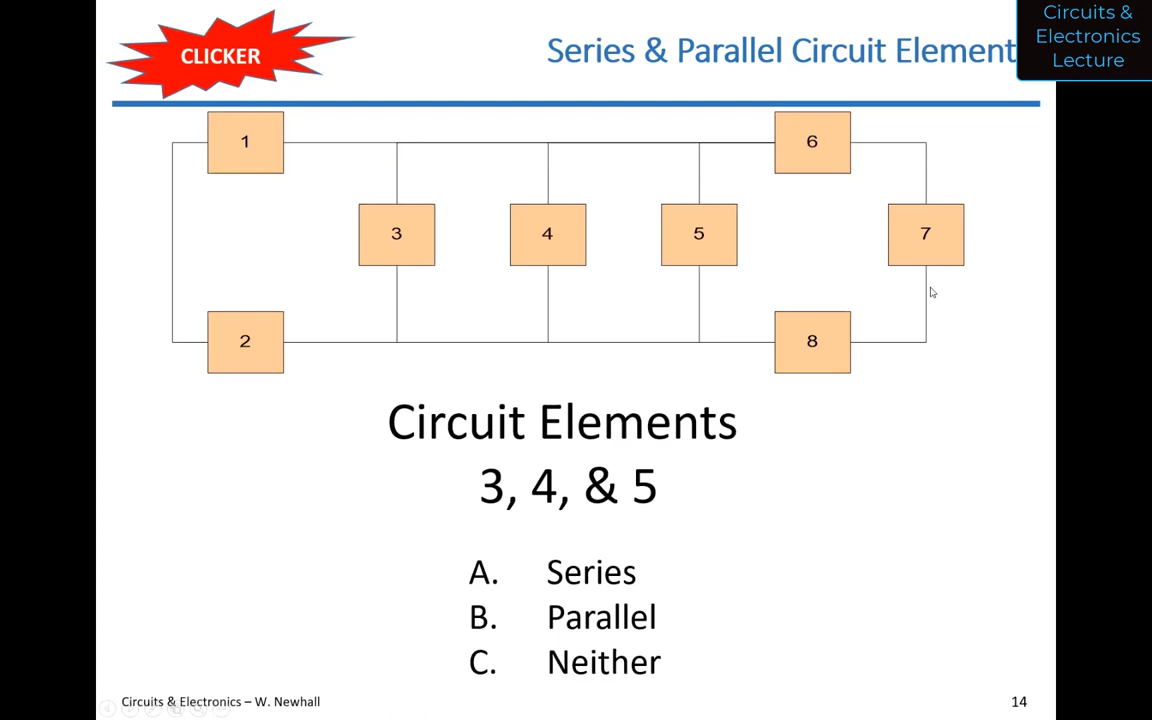 CLICKER
Series & Parallel Circuit Element
Circuits &
Electronics
Lecture
1
6
3
4
5
7
2
8
Circuit Elements
3, 4, & 5
A. Series
B. Parallel
C. Neither
Circuits & Electronics – W. Newhall
14